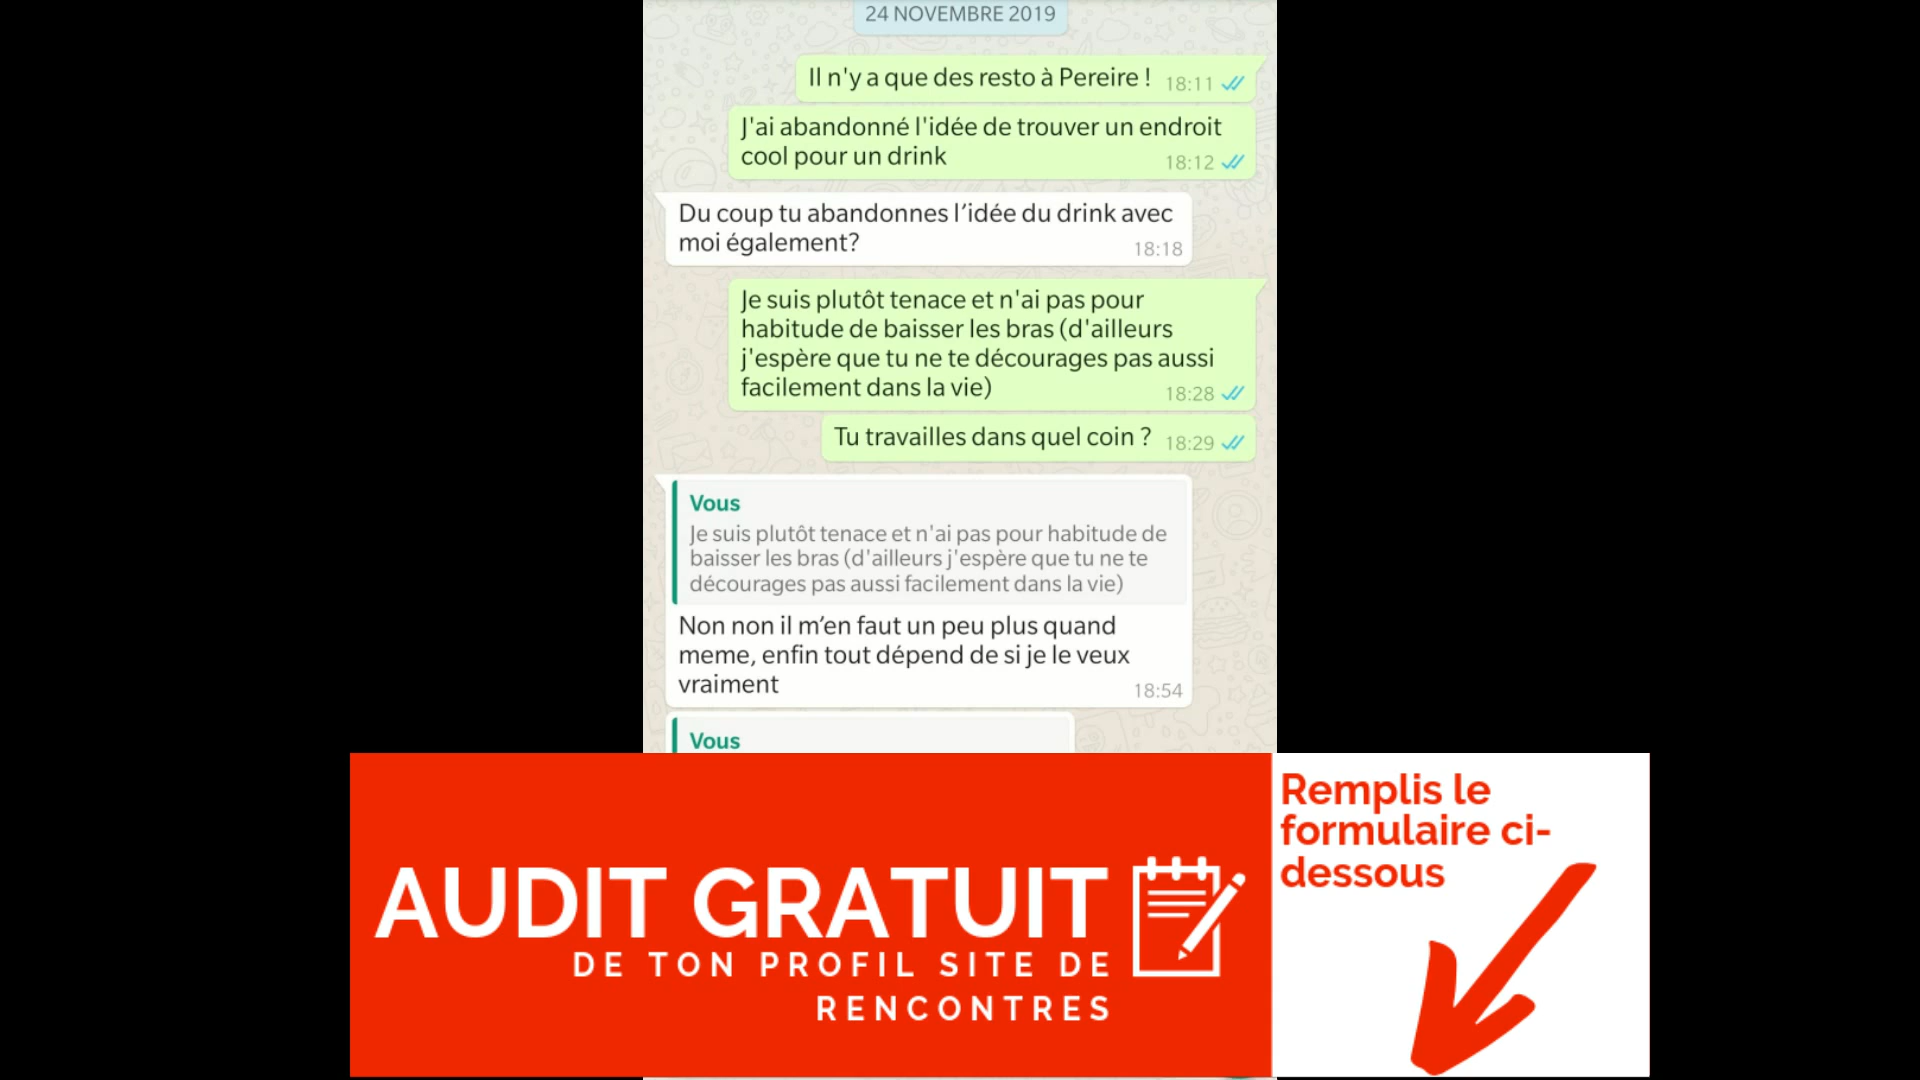 24 NOVEMBRE 2019
Il n'y a que des resto à Pereire ! 18:11
J'ai abandonné l'idée de trouver un endroit
cool pour un drink 18:12
Du coup tu abandonnes l’idée du drink avec
moi également? 18:18
Je suis plutôt tenace et n'ai pas pour
habitude de baisser les bras (d'ailleurs
j'espère que tu ne te décourages pas aussi
facilement dans la vie) 18:28
Tu travailles dans quel coin ? 18:29
Vous
Je suis plutôt tenace et n'ai pas pour habitude de
baisser les bras (d'ailleurs j'espère que tu ne te
décourages pas aussi facilement dans la vie)
Non non il m’en faut un peu plus quand
meme, enfin tout dépend de si je le veux
vraiment 18:54
Vous
AUDIT GRATUIT
DE TON PROFIL SITE DE
RENCONTRES
Remplis le
formulaire ci-
dessous